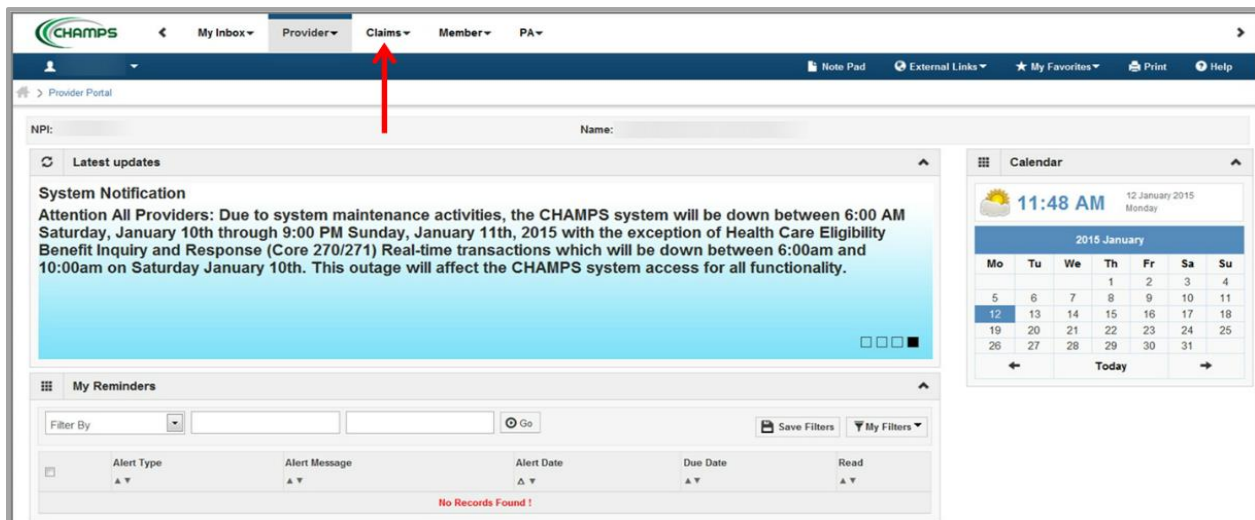 CHAMPS My Inbox Provider Claims Member PA
Note Pad External Links My Favorites Print Help
> Provider Portal
NPI: Name:
Latest updates
System Notification
Attention All Providers: Due to system maintenance activities, the CHAMPS system will be down between 6:00 AM
Saturday, January 10th through 9:00 PM Sunday, January 11th, 2015 with the exception of Health Care Eligibility
Benefit Inquiry and Response (Core 270/271) Real-time transactions which will be down between 6:00am and
10:00am on Saturday January 10th. This outage will affect the CHAMPS system access for all functionality.
Calendar
11:48 AM
12 January 2015
Monday
2015 January
Mo Tu We Th Fr Sa Su
1 2 3 4
5 6 7 8 9 10 11
12 13 14 15 16 17 18
19 20 21 22 23 24 25
26 27 28 29 30 31
Today
My Reminders
Filter By Go Save Filters My Filters
Alert Type Alert Message Alert Date Due Date Read
No Records Found !